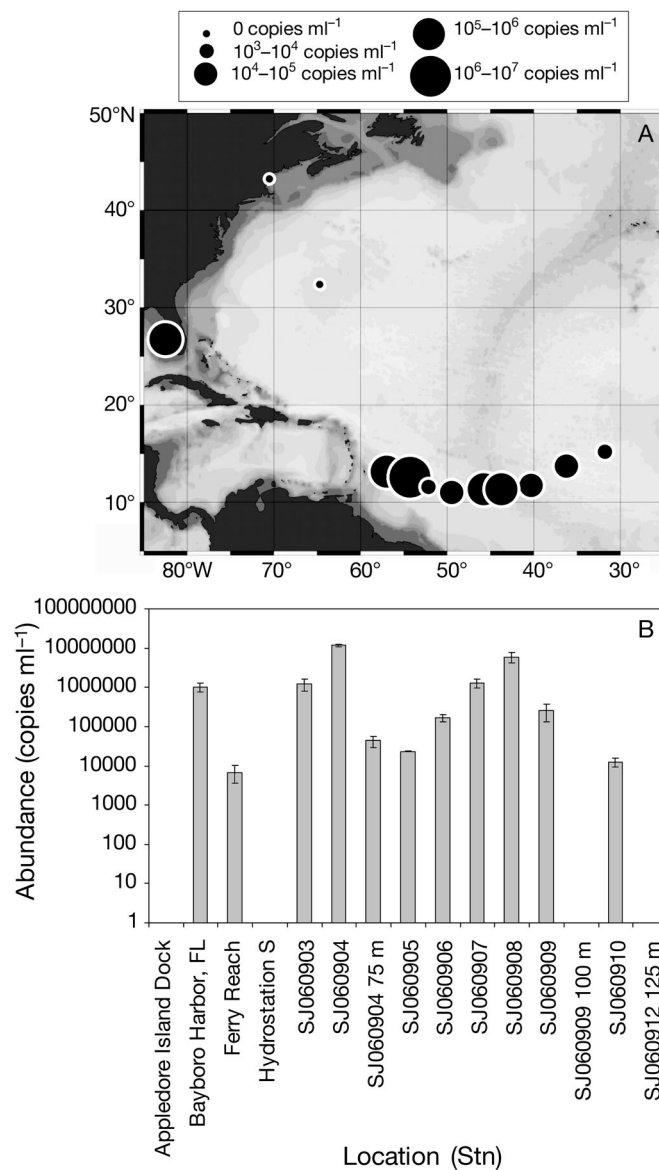 0 copies ml⁻¹
10³–10⁴ copies ml⁻¹
10⁴–10⁵ copies ml⁻¹
10⁵–10⁶ copies ml⁻¹
10⁶–10⁷ copies ml⁻¹
A
50°N
40°
30°
20°
10°
80°W 70° 60° 50° 40° 30°
B
Abundance (copies ml⁻¹)
100000000
10000000
1000000
100000
10000
1000
100
10
1
Appledore Island Dock
Bayboro Harbor, FL
Ferry Reach
Hydrostation S
SJ060903
SJ060904
SJ060904 75 m
SJ060905
SJ060906
SJ060907
SJ060908
SJ060909
SJ060909 100 m
SJ060910
SJ060912 125 m
Location (Stn)